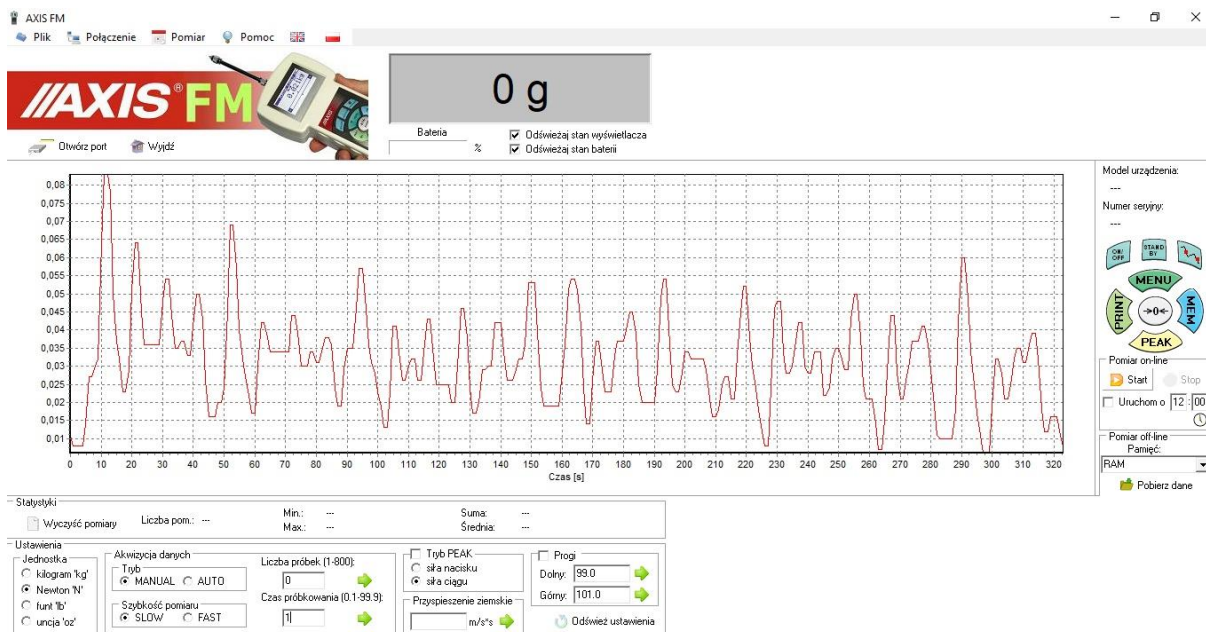 AXIS FM
Plik Połączenie Pomiar Pomoc
//AXIS® FM
0 g
Otwórz port Wyjdź
Bateria
%
Odświeżaj stan wyświetlacza
Odświeżaj stan baterii
0,08
0,075
0,07
0,065
0,06
0,055
0,05
0,045
0,04
0,035
0,03
0,025
0,02
0,015
0,01
0 10 20 30 40 50 60 70 80 90 100 110 120 130 140 150 160 170 180 190 200 210 220 230 240 250 260 270 280 290 300 310 320
Czas [s]
Model urządzenia:
---
Numer seryjny:
---
ON/OFF STAND BY
MENU
PRINT →0← MEM
PEAK
Pomiar on-line
Start Stop
Uruchom o 12 : 00
Pomiar off-line
Pamięć:
RAM
Pobierz dane
Statystyki
Wyczyść pomiary Liczba pom.: ---
Min.: --- Suma: ---
Max.: --- Średnia: ---
Ustawienia
Jednostka
kilogram 'kg'
Newton 'N'
funt 'lb'
uncja 'oz'
Akwizycja danych
Tryb
MANUAL AUTO
Szybkość pomiaru
SLOW FAST
Liczba próbek (1-800):
0
Czas próbkowania (0.1-99.9):
1
Tryb PEAK
siła nacisku
siła ciągu
Przyspieszenie ziemskie
m/s*s
Progi
Dolny: 99.0
Górny: 101.0
Odśwież ustawienia